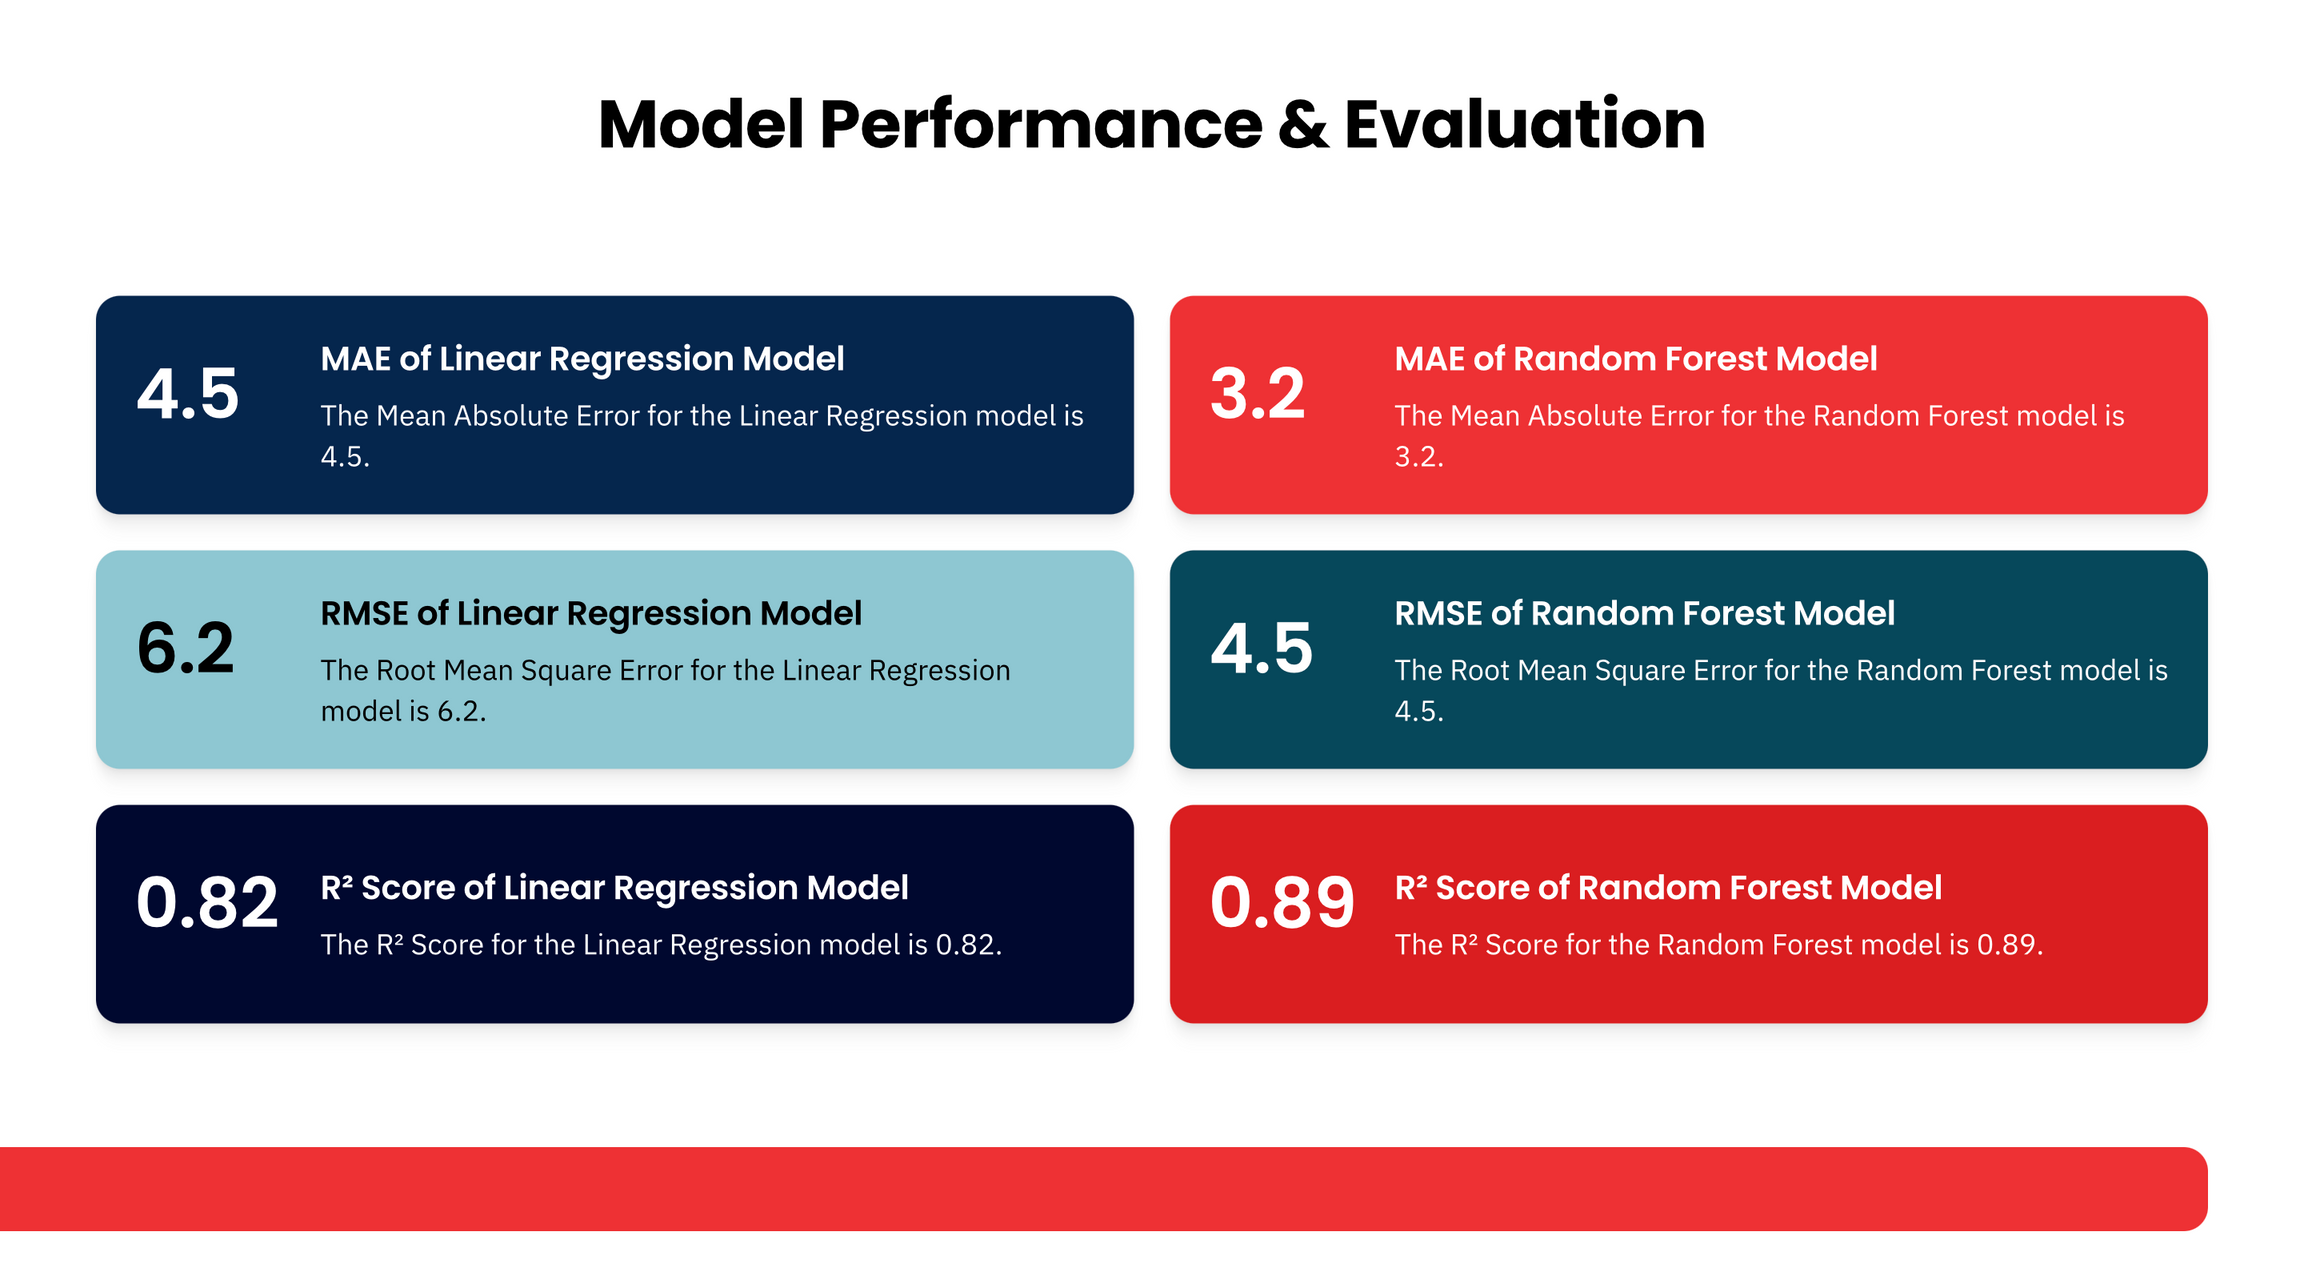 Model Performance & Evaluation
4.5
MAE of Linear Regression Model
The Mean Absolute Error for the Linear Regression model is
4.5.
3.2
MAE of Random Forest Model
The Mean Absolute Error for the Random Forest model is
3.2.
6.2
RMSE of Linear Regression Model
The Root Mean Square Error for the Linear Regression
model is 6.2.
4.5
RMSE of Random Forest Model
The Root Mean Square Error for the Random Forest model is
4.5.
0.82
R² Score of Linear Regression Model
The R² Score for the Linear Regression model is 0.82.
0.89
R² Score of Random Forest Model
The R² Score for the Random Forest model is 0.89.